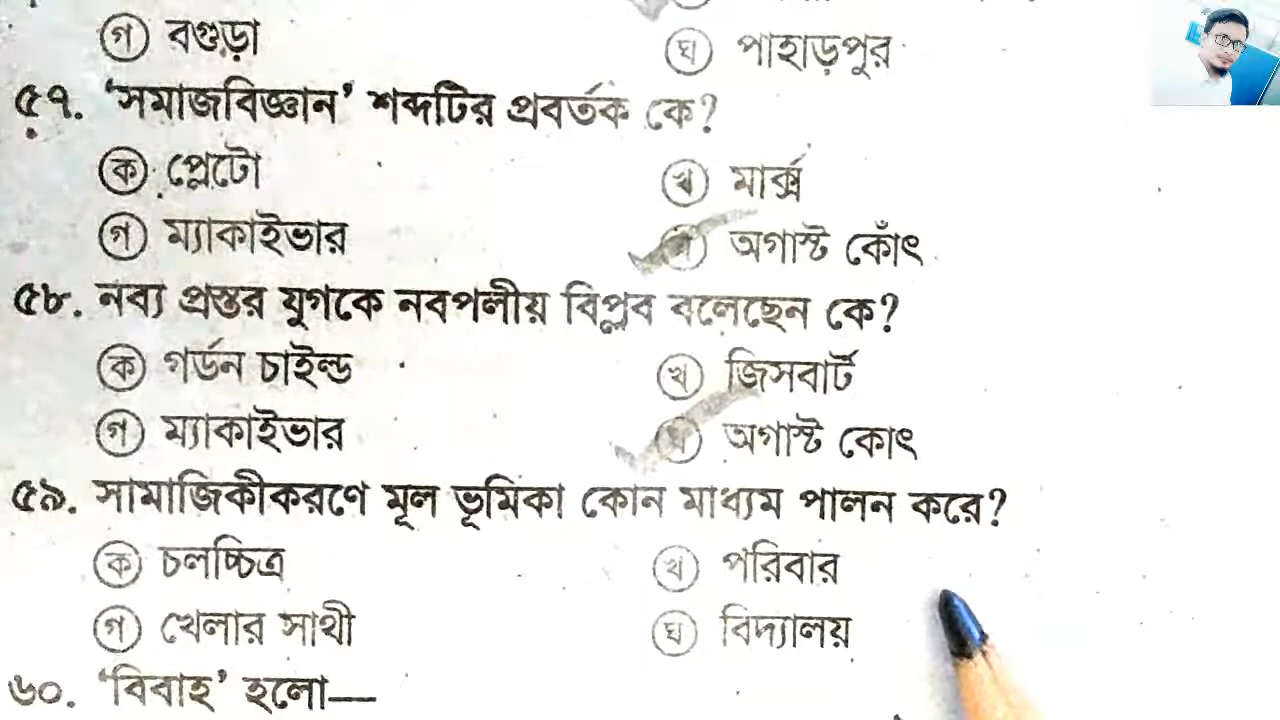 গ বগুড়া ঘ পাহাড়পুর
৫৭. ‘সমাজবিজ্ঞান’ শব্দটির প্রবর্তক কে?
ক প্লেটো খ মার্ক্স
গ ম্যাকাইভার ঘ অগাস্ট কোঁৎ
৫৮. নব্য প্রস্তর যুগকে নবপলীয় বিপ্লব বলেছেন কে?
ক গর্ডন চাইল্ড খ জিসবার্ট
গ ম্যাকাইভার ঘ অগাস্ট কোৎ
৫৯. সামাজিকীকরণে মূল ভূমিকা কোন মাধ্যম পালন করে?
ক চলচ্চিত্র খ পরিবার
গ খেলার সাথী ঘ বিদ্যালয়
৬০. ‘বিবাহ’ হলো—